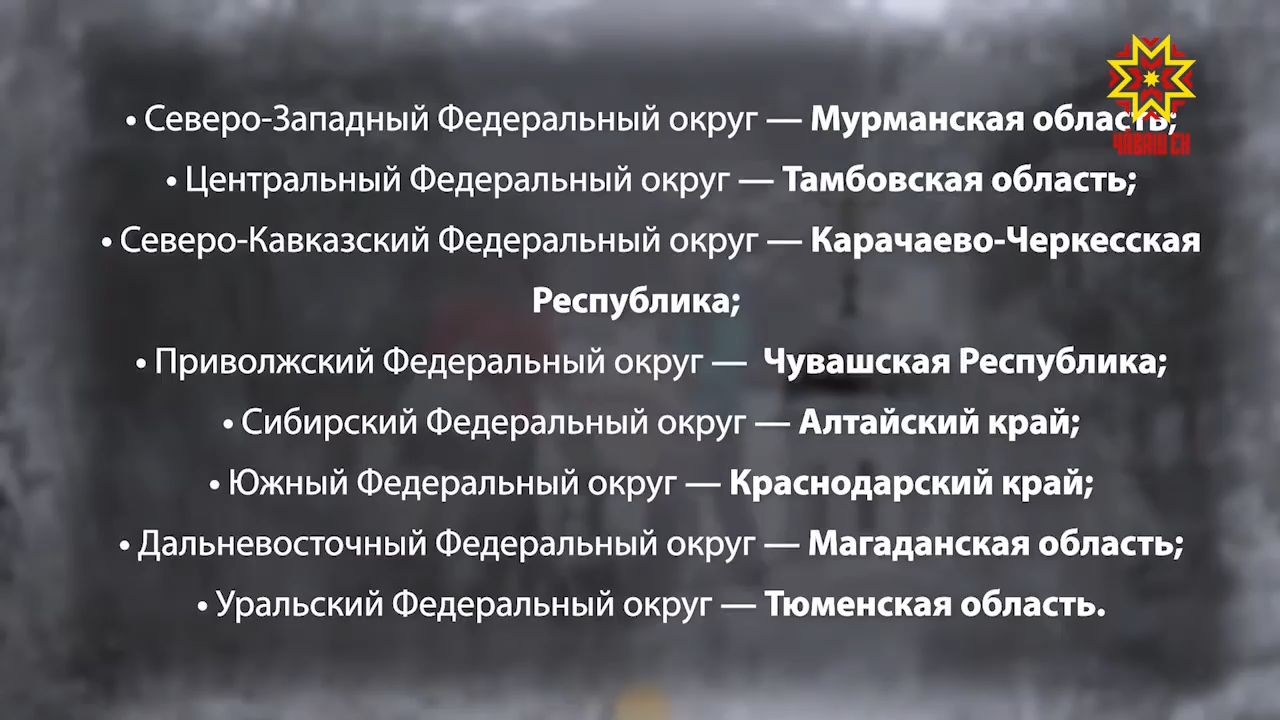 • Северо-Западный Федеральный округ — Мурманская область;
• Центральный Федеральный округ — Тамбовская область;
• Северо-Кавказский Федеральный округ — Карачаево-Черкесская
Республика;
• Приволжский Федеральный округ — Чувашская Республика;
• Сибирский Федеральный округ — Алтайский край;
• Южный Федеральный округ — Краснодарский край;
• Дальневосточный Федеральный округ — Магаданская область;
• Уральский Федеральный округ — Тюменская область.
ЧӐВАШ ЕН